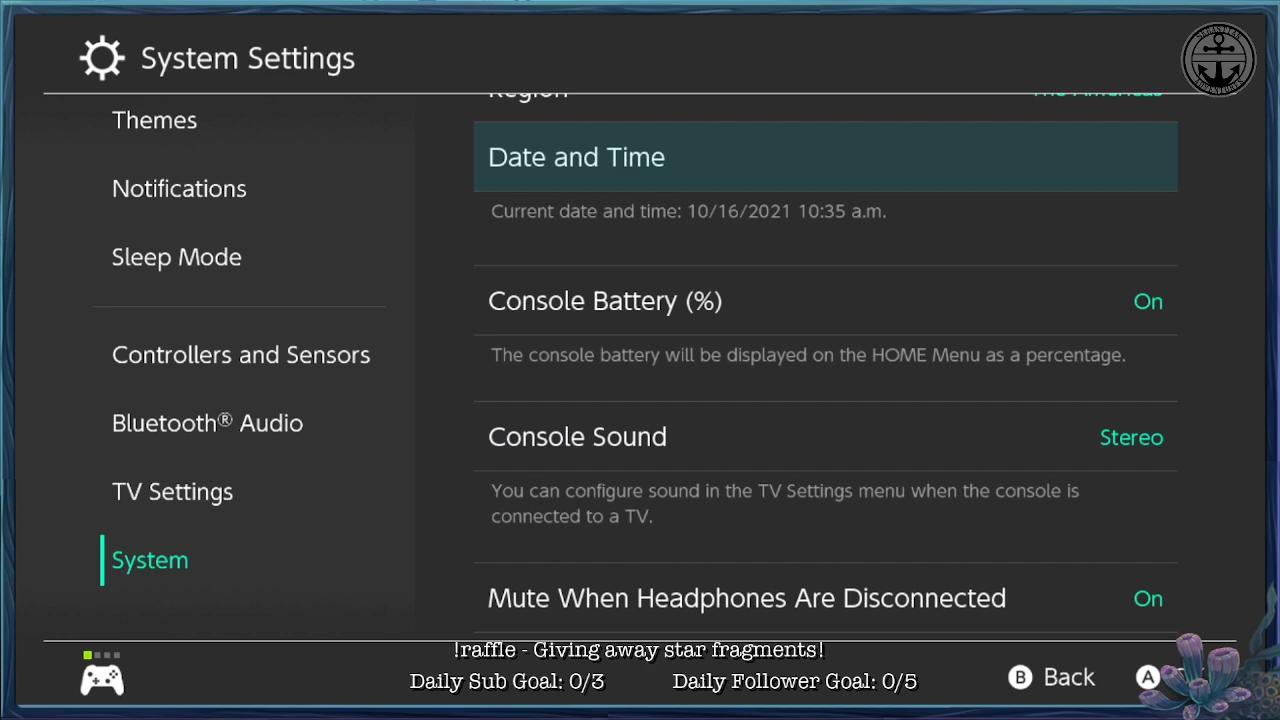 System Settings
Themes
Notifications
Sleep Mode
Controllers and Sensors
Bluetooth® Audio
TV Settings
System
Region The Americas
Date and Time
Current date and time: 10/16/2021 10:35 a.m.
Console Battery (%) On
The console battery will be displayed on the HOME Menu as a percentage.
Console Sound Stereo
You can configure sound in the TV Settings menu when the console is
connected to a TV.
Mute When Headphones Are Disconnected On
!raffle - Giving away star fragments!
Daily Sub Goal: 0/3 Daily Follower Goal: 0/5
B Back A